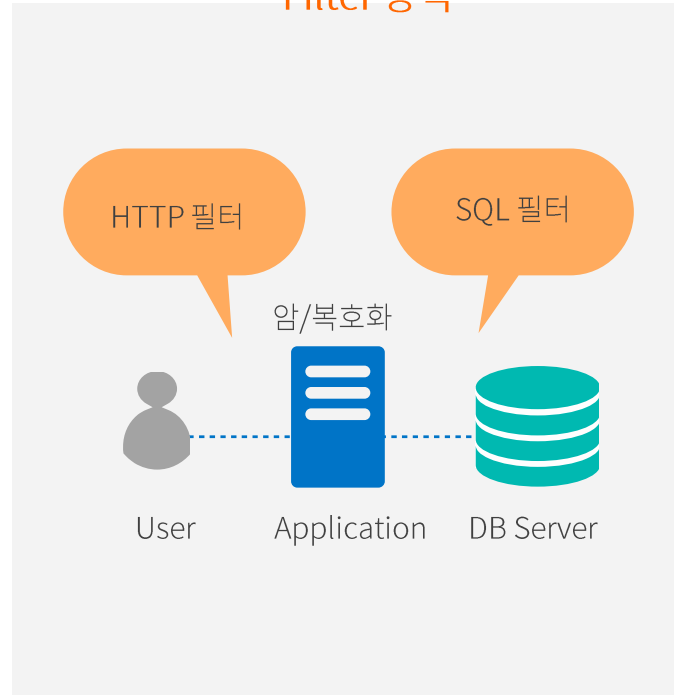 HTTP 필터
SQL 필터
암/복호화
User
Application
DB Server